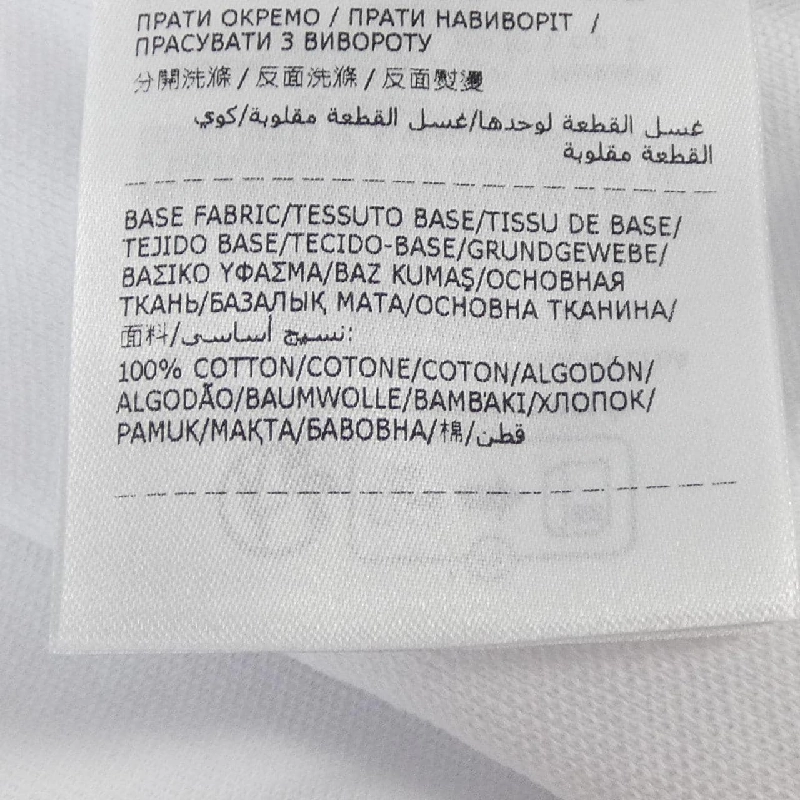 ПРАТИ ОКРЕМО / ПРАТИ НАВИВОРІТ /
ПРАСУВАТИ З ВИВОРОТУ
分開洗滌 / 反面洗滌 / 反面熨燙
غسل القطعة لوحدها/غسل القطعة مقلوبة/كوي
القطعة مقلوبة
BASE FABRIC/TESSUTO BASE/TISSU DE BASE/
TEJIDO BASE/TECIDO-BASE/GRUNDGEWEBE/
ΒΑΣΙΚΟ ΥΦΑΣΜΑ/BAZ KUMAŞ/ОСНОВНАЯ
ТКАНЬ/БАЗАЛЫҚ МАТА/ОСНОВНА ТКАНИНА/
面料/نسيج أساسى:
100% COTTON/COTONE/COTON/ALGODÓN/
ALGODÃO/BAUMWOLLE/ΒΑΜΒΆΚΙ/ХЛОПОК/
PAMUK/МАҚТА/БАВОВНА/棉/قطن